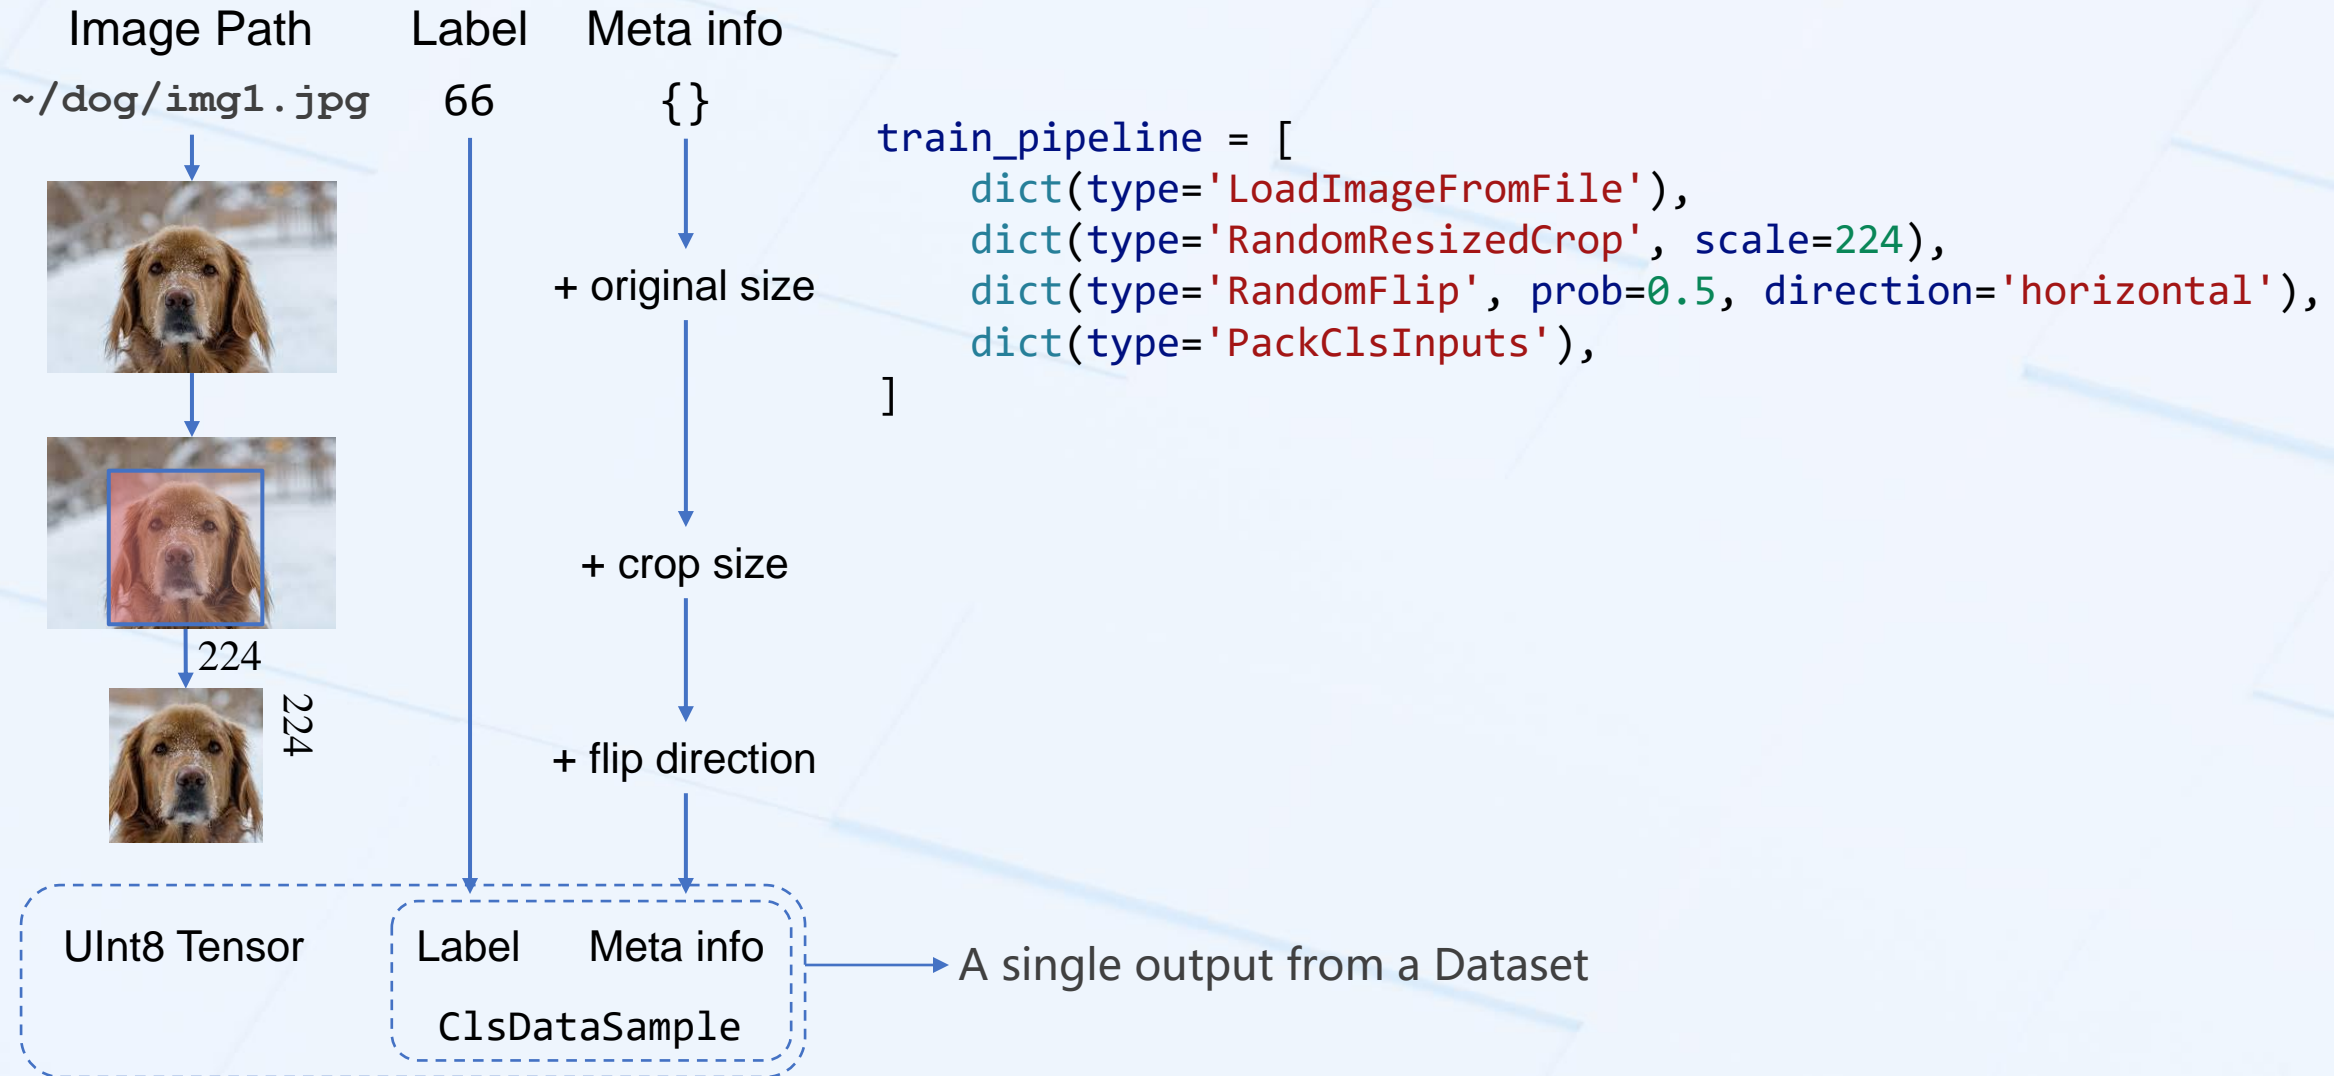 Image Path Label Meta info
~/dog/img1.jpg 66 {}
train_pipeline = [
    dict(type='LoadImageFromFile'),
    dict(type='RandomResizedCrop', scale=224),
    dict(type='RandomFlip', prob=0.5, direction='horizontal'),
    dict(type='PackClsInputs'),
]
+ original size
+ crop size
224
224
+ flip direction
UInt8 Tensor Label Meta info
ClsDataSample
A single output from a Dataset